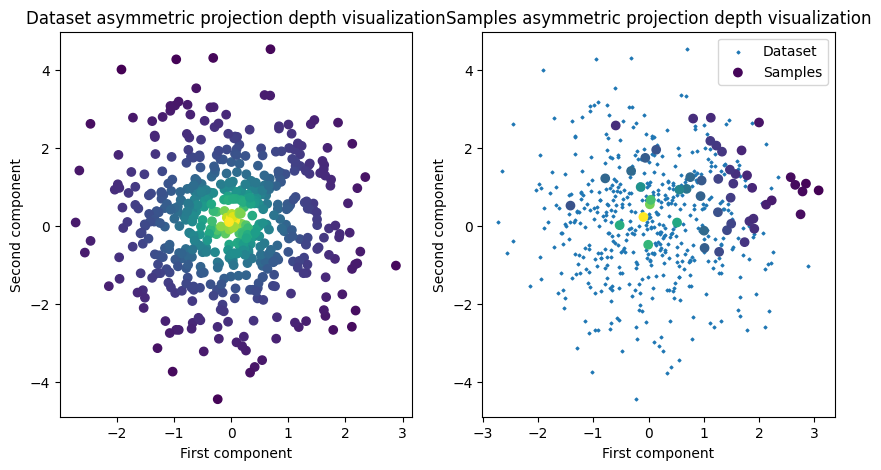 Dataset asymmetric projection depth visualization
Samples asymmetric projection depth visualization
Second component
4
2
0
−2
−4
−2
−1
0
1
2
3
First component
Second component
4
2
0
−2
−4
−3
−2
−1
0
1
2
3
First component
Dataset
Samples